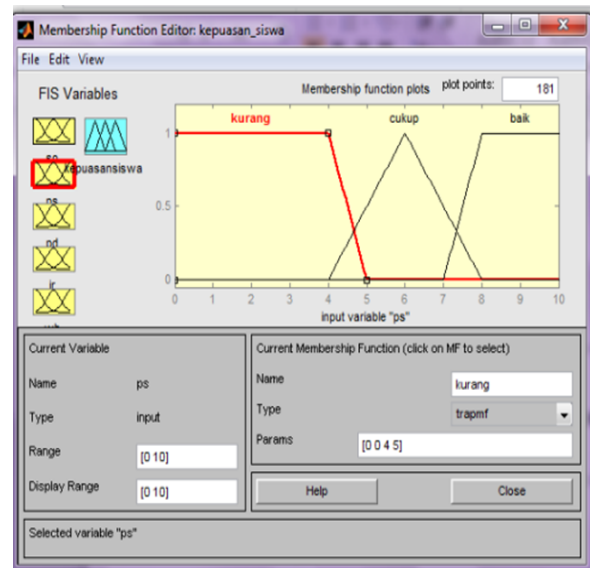 Membership Function Editor: kepuasan_siswa
File Edit View
FIS Variables
Membership function plots
plot points:
181
kurang
cukup
baik
1
0.5
0
0 1 2 3 4 5 6 7 8 9 10
input variable "ps"
kepuasansiswa
ps
pd
ir
Current Variable
Name
ps
Type
input
Range
[0 10]
Display Range
[0 10]
Current Membership Function (click on MF to select)
Name
kurang
Type
trapmf
Params
[0 0 4 5]
Help
Close
Selected variable "ps"